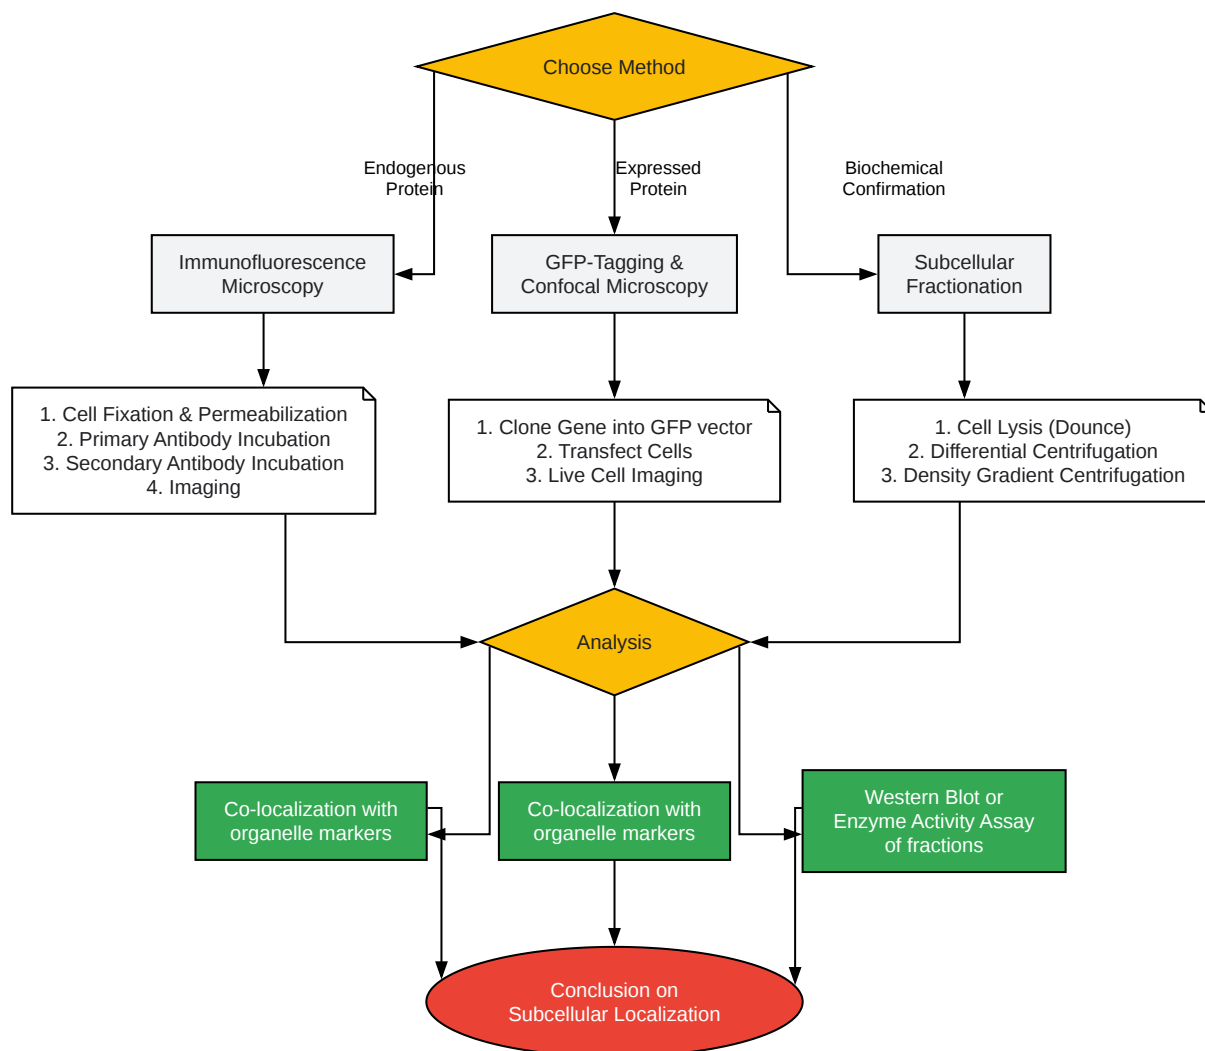 Choose Method
Endogenous
Protein
Expressed
Protein
Biochemical
Confirmation
Immunofluorescence
Microscopy
GFP-Tagging &
Confocal Microscopy
Subcellular
Fractionation
1. Cell Fixation & Permeabilization
2. Primary Antibody Incubation
3. Secondary Antibody Incubation
4. Imaging
1. Clone Gene into GFP vector
2. Transfect Cells
3. Live Cell Imaging
1. Cell Lysis (Dounce)
2. Differential Centrifugation
3. Density Gradient Centrifugation
Analysis
Co-localization with
organelle markers
Co-localization with
organelle markers
Western Blot or
Enzyme Activity Assay
of fractions
Conclusion on
Subcellular Localization